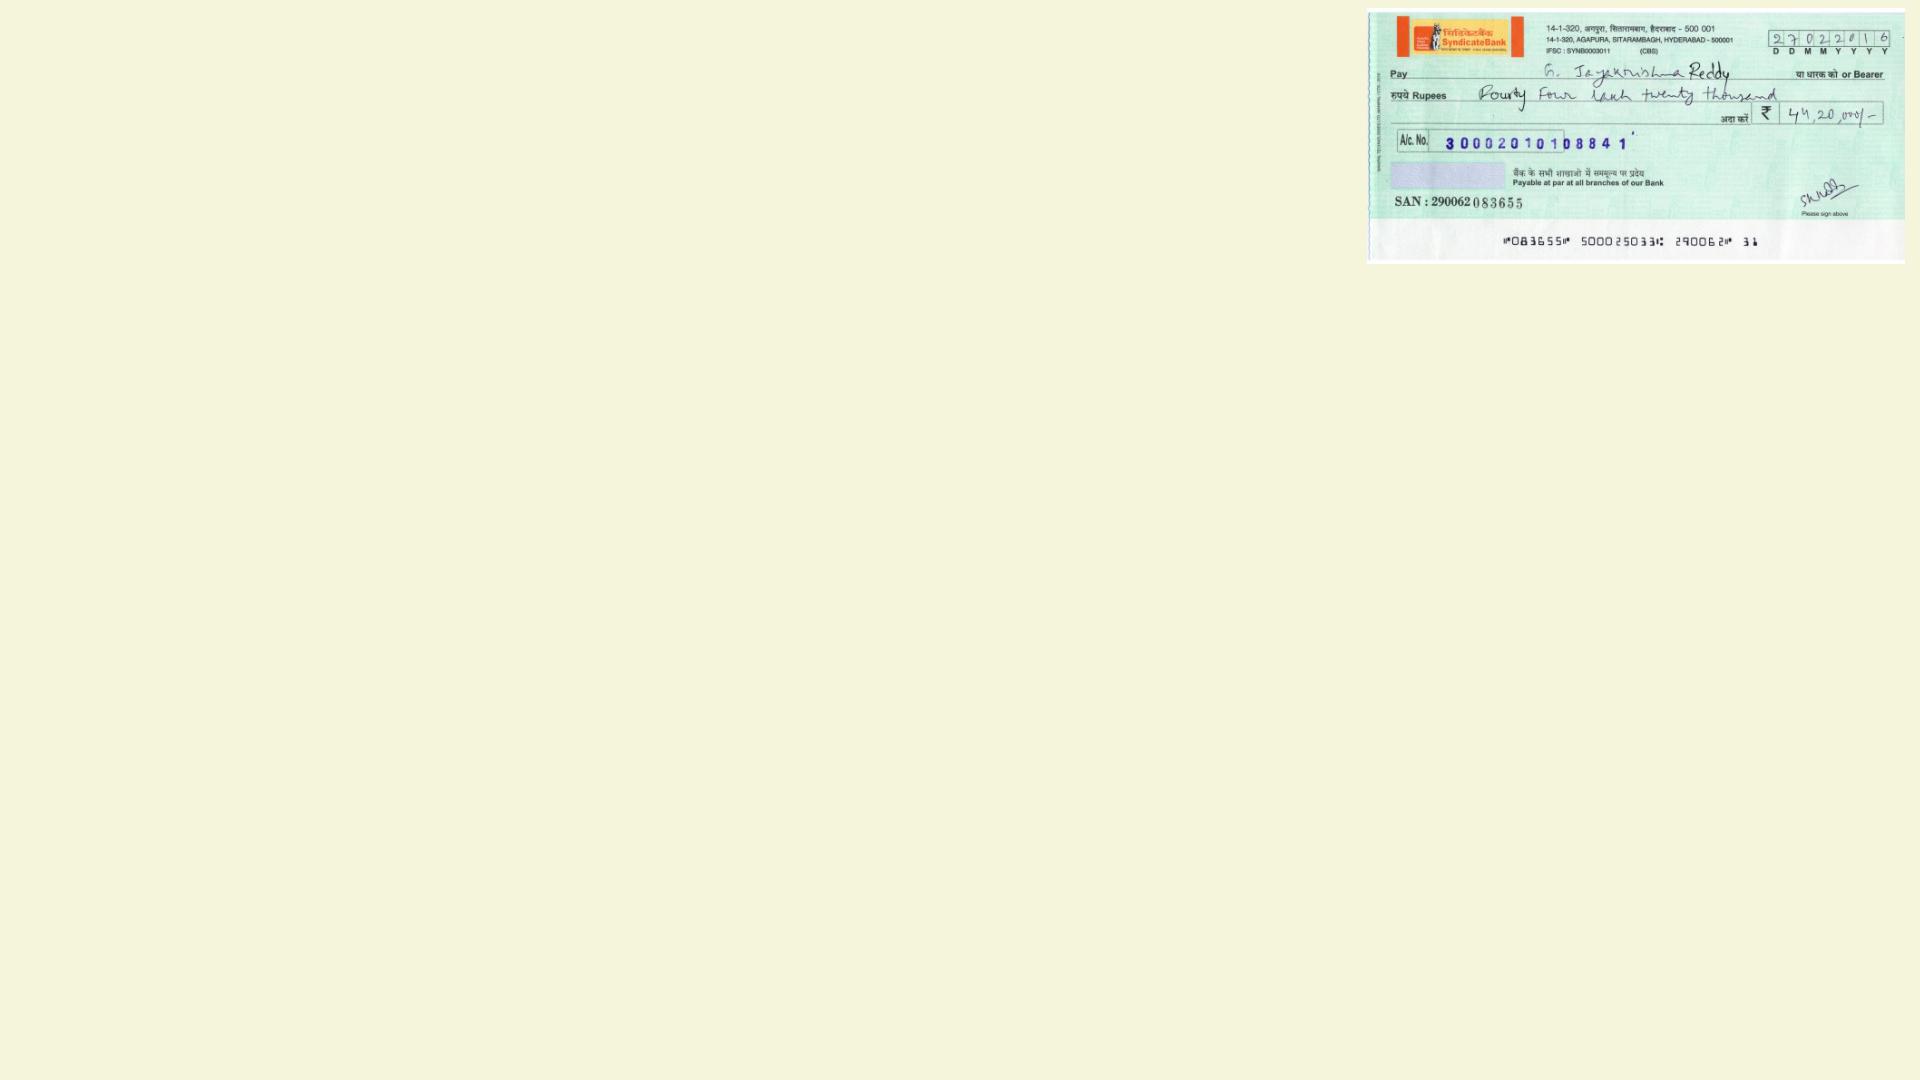 सिंडिकेटबैंक
SyndicateBank
14-1-320, अगपुरा, सितारामबाग, हैदराबाद - 500 001
14-1-320, AGAPURA, SITARAMBAGH, HYDERABAD - 500001
IFSC : SYNB0003011 (CBS)
2 7 0 2 2 0 1 6
D D M M Y Y Y Y
Pay G. Jayakrishna Reddy या धारक को or Bearer
रुपये Rupees Fourty Four lakh twenty thousand
अदा करें ₹ 44,20,000/-
A/c. No. 30002010108841
बैंक के सभी शाखाओं में सममूल्य पर प्रदेय
Payable at par at all branches of our Bank
SAN : 290062 083655
Please sign above
⑈083655⑈ 500025033⑆ 290062⑈ 31